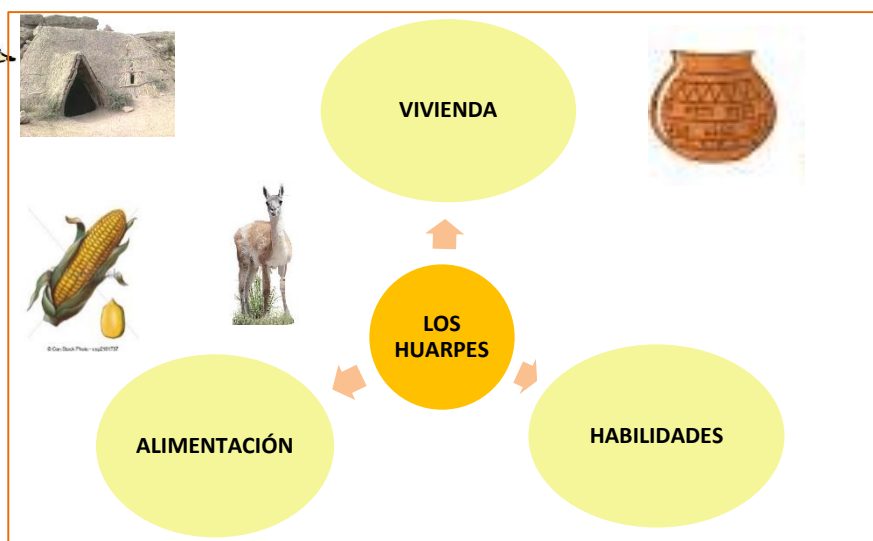 VIVIENDA
LOS
HUARPES
ALIMENTACIÓN
HABILIDADES